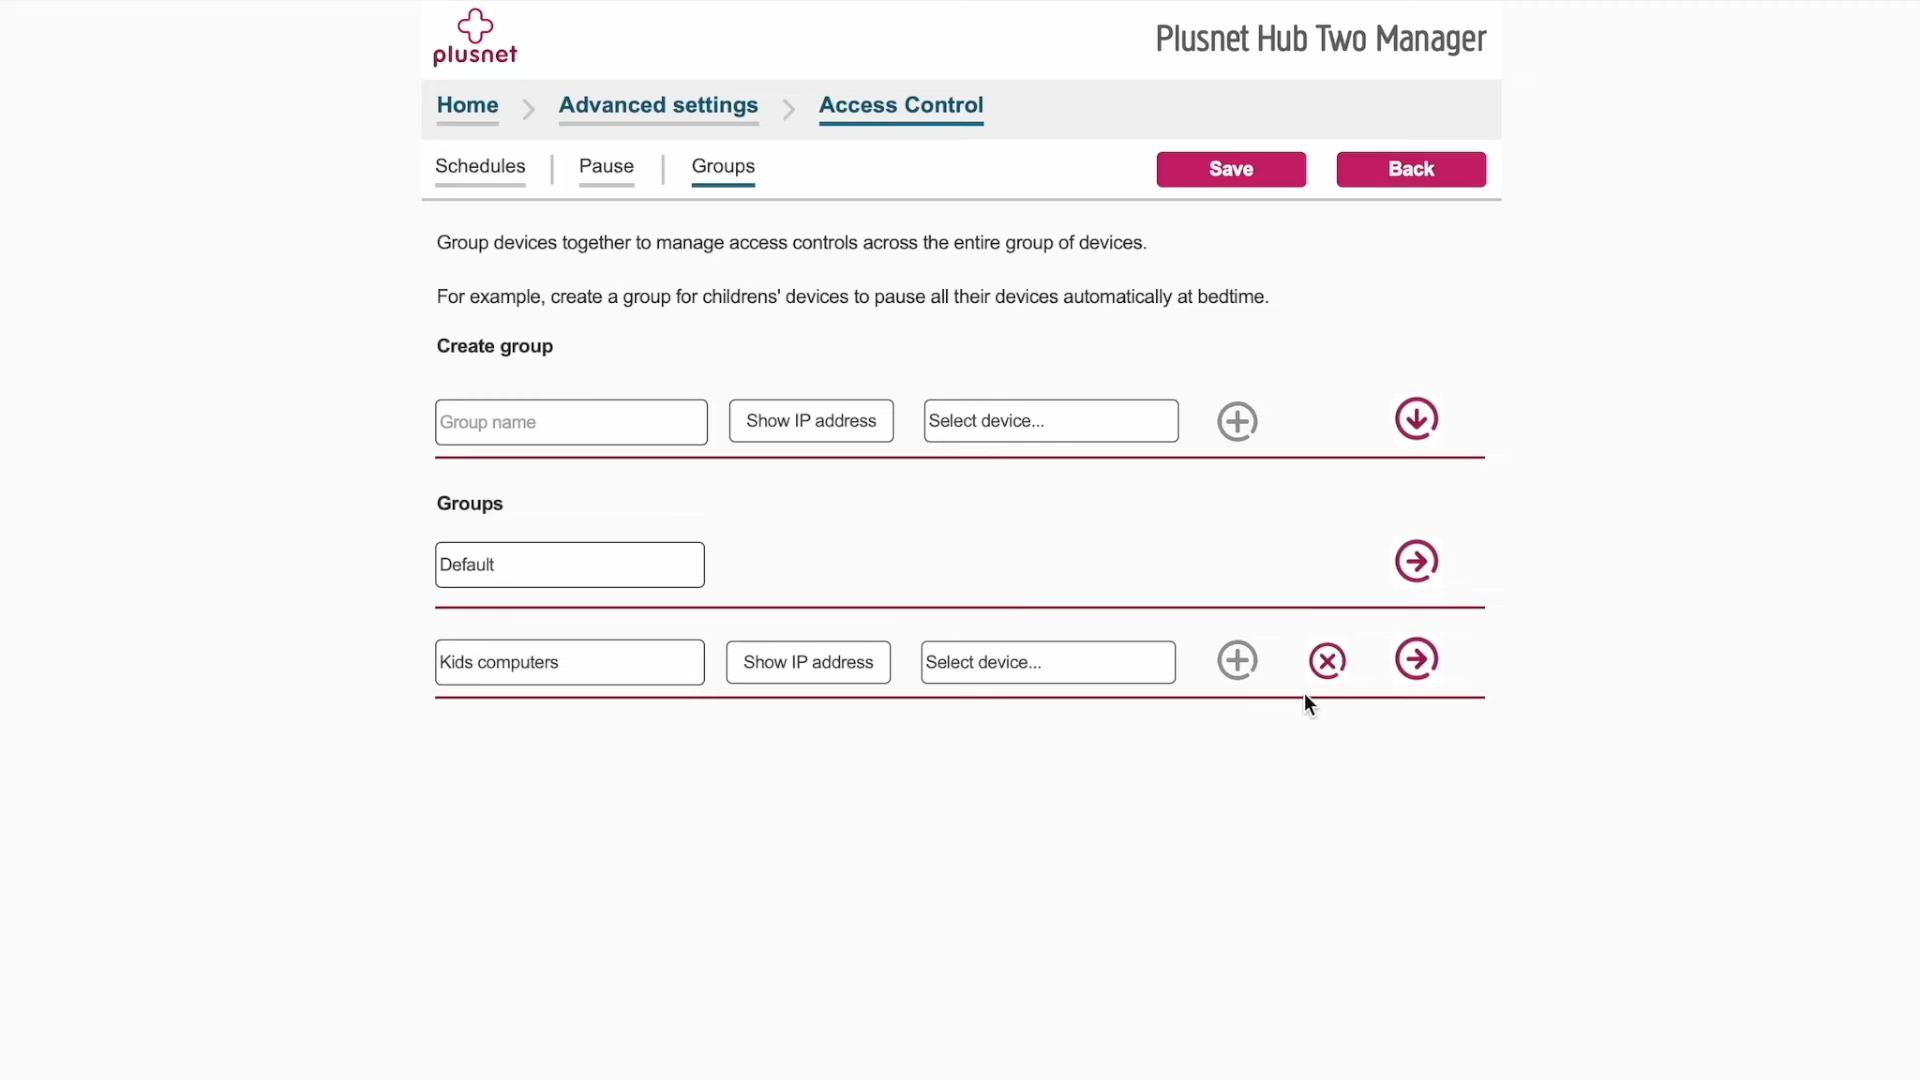 plusnet
Plusnet Hub Two Manager
Home
Advanced settings
Access Control
Schedules
Pause
Groups
Save
Back
Group devices together to manage access controls across the entire group of devices.
For example, create a group for childrens' devices to pause all their devices automatically at bedtime.
Create group
Group name
Show IP address
Select device...
Groups
Default
Kids computers
Show IP address
Select device...